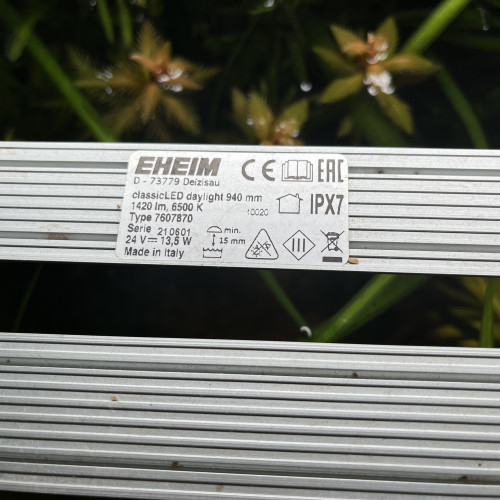 EHEIM CE EAC
D - 73779 Deizisau
classicLED daylight 940 mm
1420 lm, 6500 K 10020 IPX7
Type 7607870
Serie 210601 min.
24 V 13,5 W 15 mm III
Made in Italy